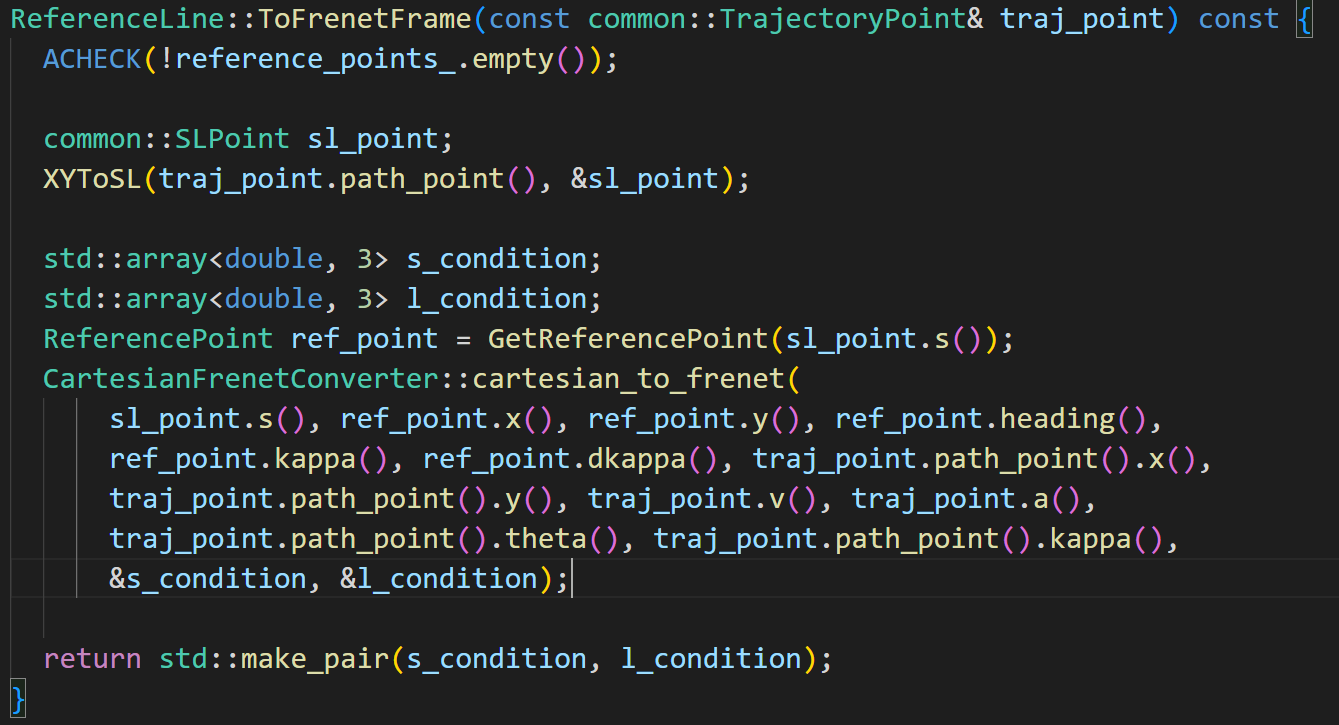 ReferenceLine::ToFrenetFrame(const common::TrajectoryPoint& traj_point) const {
  ACHECK(!reference_points_.empty());

  common::SLPoint sl_point;
  XYToSL(traj_point.path_point(), &sl_point);

  std::array<double, 3> s_condition;
  std::array<double, 3> l_condition;
  ReferencePoint ref_point = GetReferencePoint(sl_point.s());
  CartesianFrenetConverter::cartesian_to_frenet(
      sl_point.s(), ref_point.x(), ref_point.y(), ref_point.heading(),
      ref_point.kappa(), ref_point.dkappa(), traj_point.path_point().x(),
      traj_point.path_point().y(), traj_point.v(), traj_point.a(),
      traj_point.path_point().theta(), traj_point.path_point().kappa(),
      &s_condition, &l_condition);

  return std::make_pair(s_condition, l_condition);
}